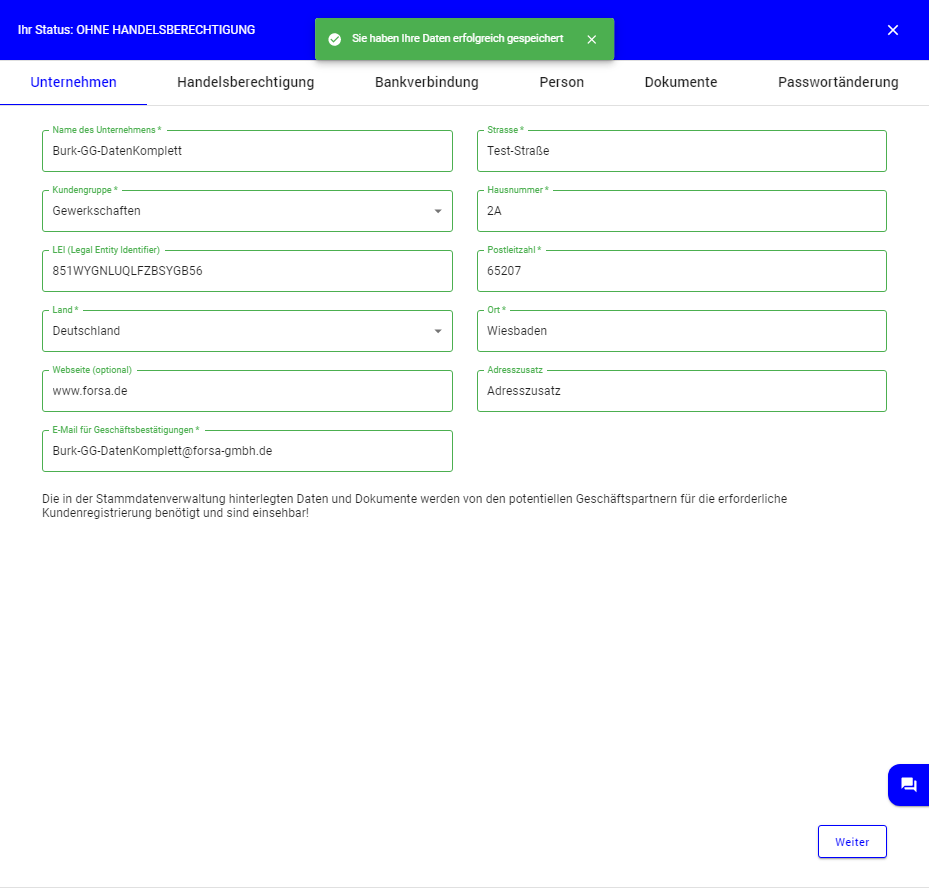 Ihr Status: OHNE HANDELSBERECHTIGUNG
Sie haben Ihre Daten erfolgreich gespeichert
Unternehmen
Handelsberechtigung
Bankverbindung
Person
Dokumente
Passwortänderung
Name des Unternehmens *
Burk-GG-DatenKomplett
Strasse *
Test-Straße
Kundengruppe *
Gewerkschaften
Hausnummer *
2A
LEI (Legal Entity Identifier)
851WYGNLUQLFZBSYGB56
Postleitzahl *
65207
Land *
Deutschland
Ort *
Wiesbaden
Webseite (optional)
www.forsa.de
Adresszusatz
Adresszusatz
E-Mail für Geschäftsbestätigungen *
Burk-GG-DatenKomplett@forsa-gmbh.de
Die in der Stammdatenverwaltung hinterlegten Daten und Dokumente werden von den potentiellen Geschäftspartnern für die erforderliche
Kundenregistrierung benötigt und sind einsehbar!
Weiter